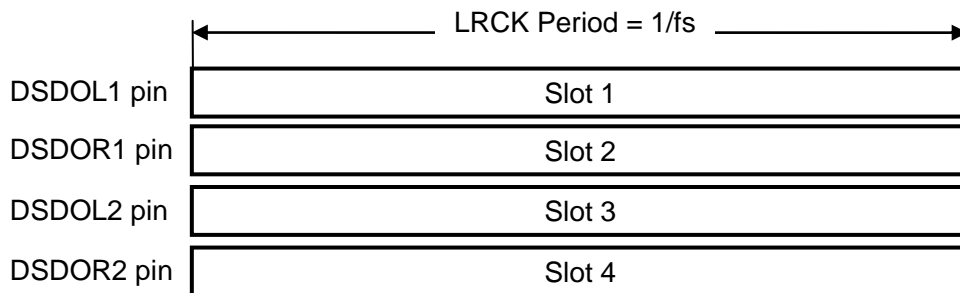 LRCK Period = 1/fs
DSDOL1 pin Slot 1
DSDOR1 pin Slot 2
DSDOL2 pin Slot 3
DSDOR2 pin Slot 4